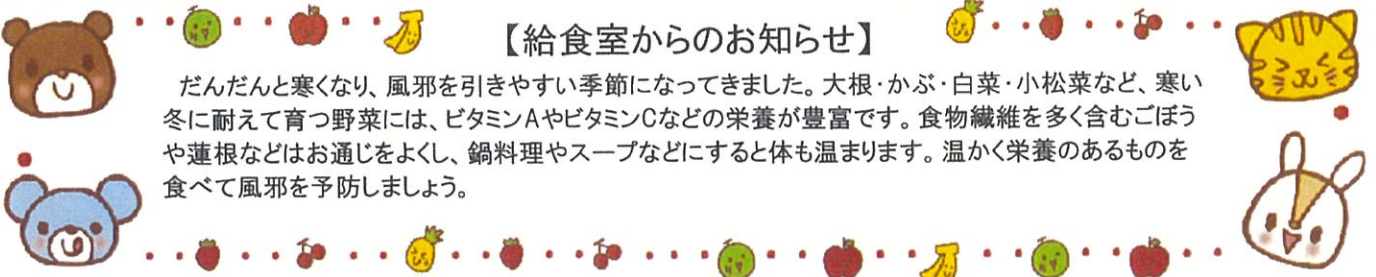 【給食室からのお知らせ】
だんだんと寒くなり、風邪を引きやすい季節になってきました。大根・かぶ・白菜・小松菜など、寒い
冬に耐えて育つ野菜には、ビタミンAやビタミンCなどの栄養が豊富です。食物繊維を多く含むごぼう
や蓮根などはお通じをよくし、鍋料理やスープなどにすると体も温まります。温かく栄養のあるものを
食べて風邪を予防しましょう。